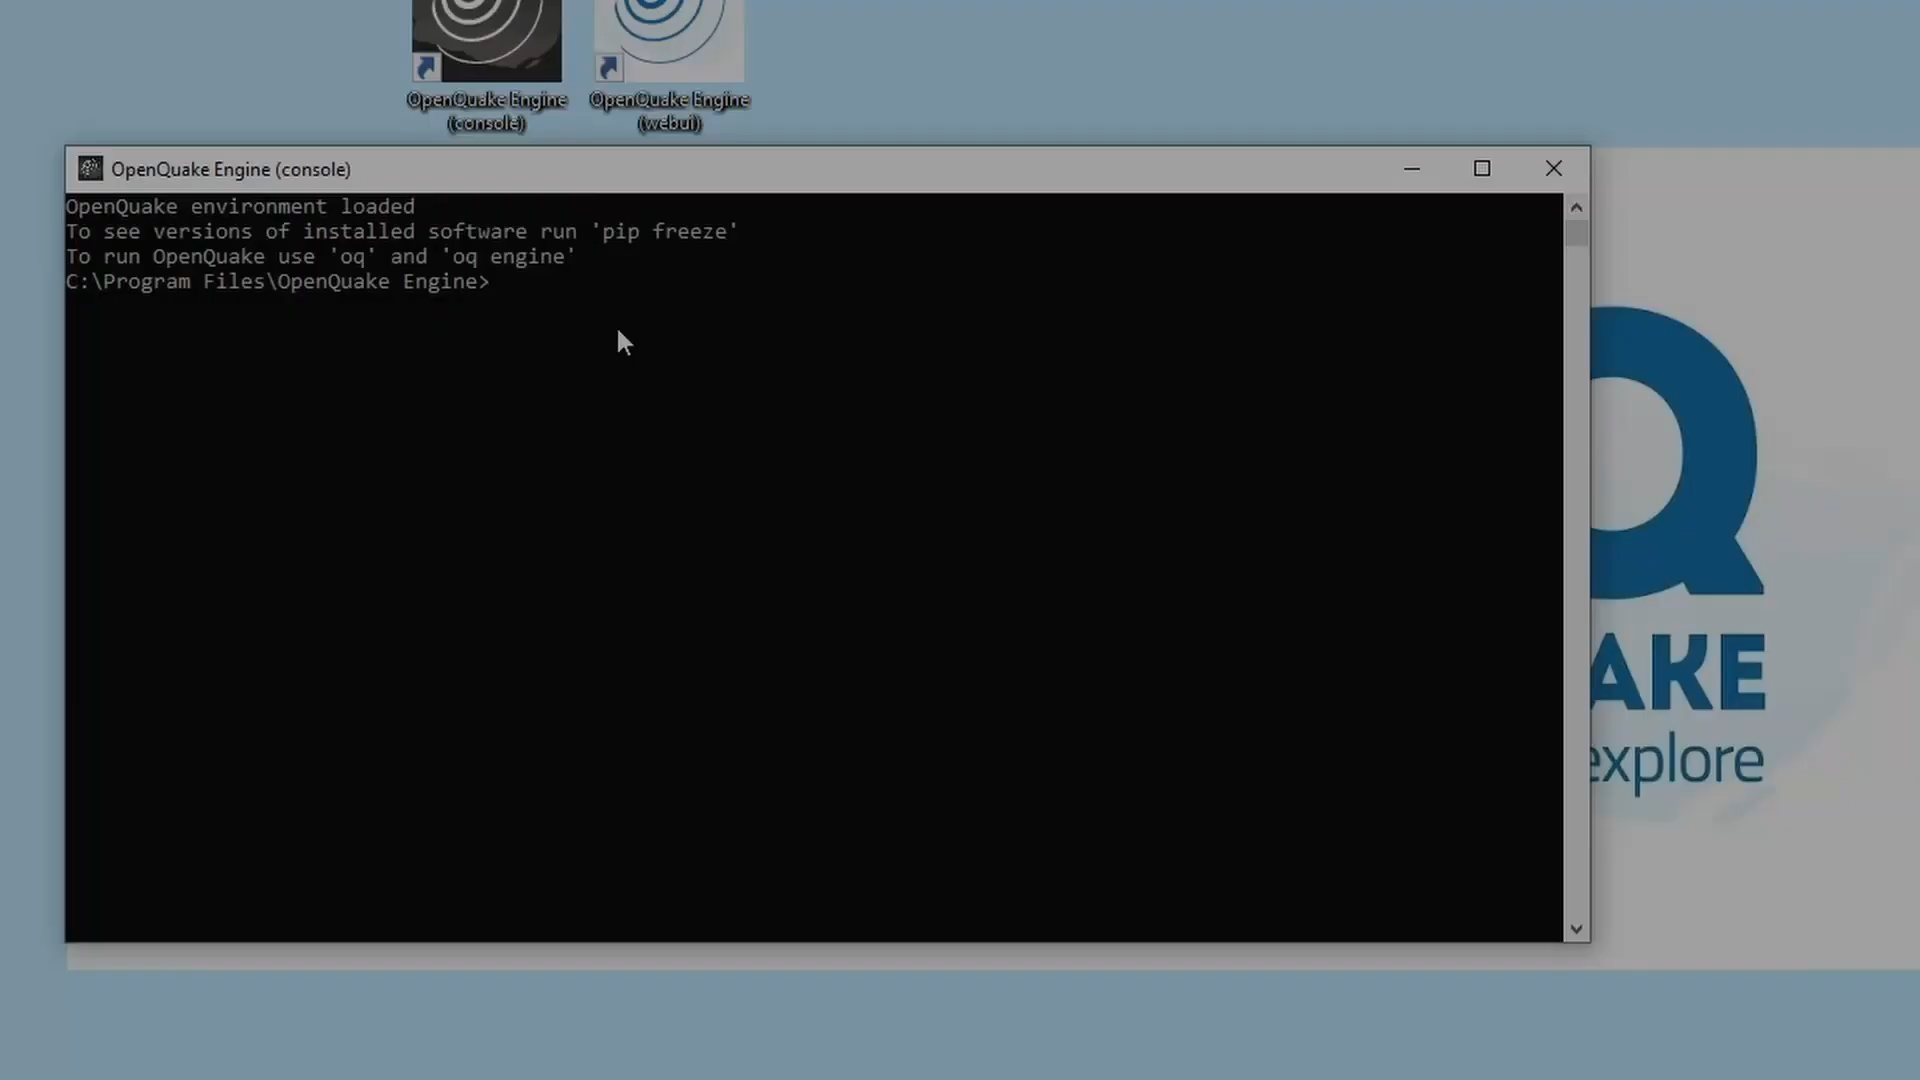 OpenQuake Engine
(console)
OpenQuake Engine
(webui)
OpenQuake Engine (console)
OpenQuake environment loaded
To see versions of installed software run 'pip freeze'
To run OpenQuake use 'oq' and 'oq engine'
C:\Program Files\OpenQuake Engine>
Q
AKE
explore